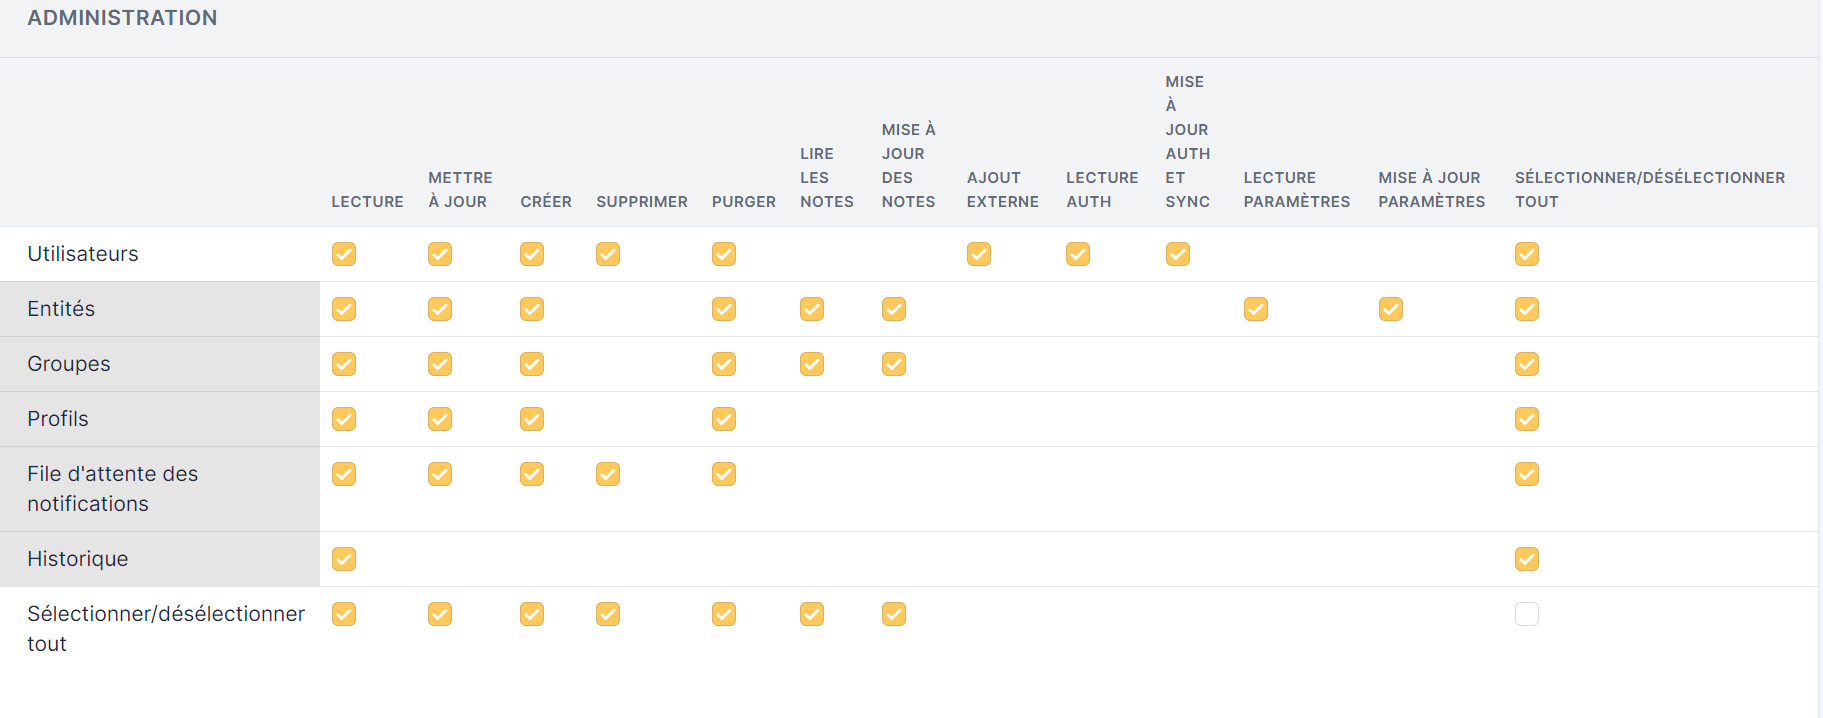 ADMINISTRATION
LECTURE
METTRE
À JOUR
CRÉER
SUPPRIMER
PURGER
LIRE
LES
NOTES
MISE À
JOUR
DES
NOTES
AJOUT
EXTERNE
LECTURE
AUTH
MISE
À
JOUR
AUTH
ET
SYNC
LECTURE
PARAMÈTRES
MISE À JOUR
PARAMÈTRES
SÉLECTIONNER/DÉSÉLECTIONNER
TOUT
Utilisateurs
Entités
Groupes
Profils
File d'attente des
notifications
Historique
Sélectionner/désélectionner
tout